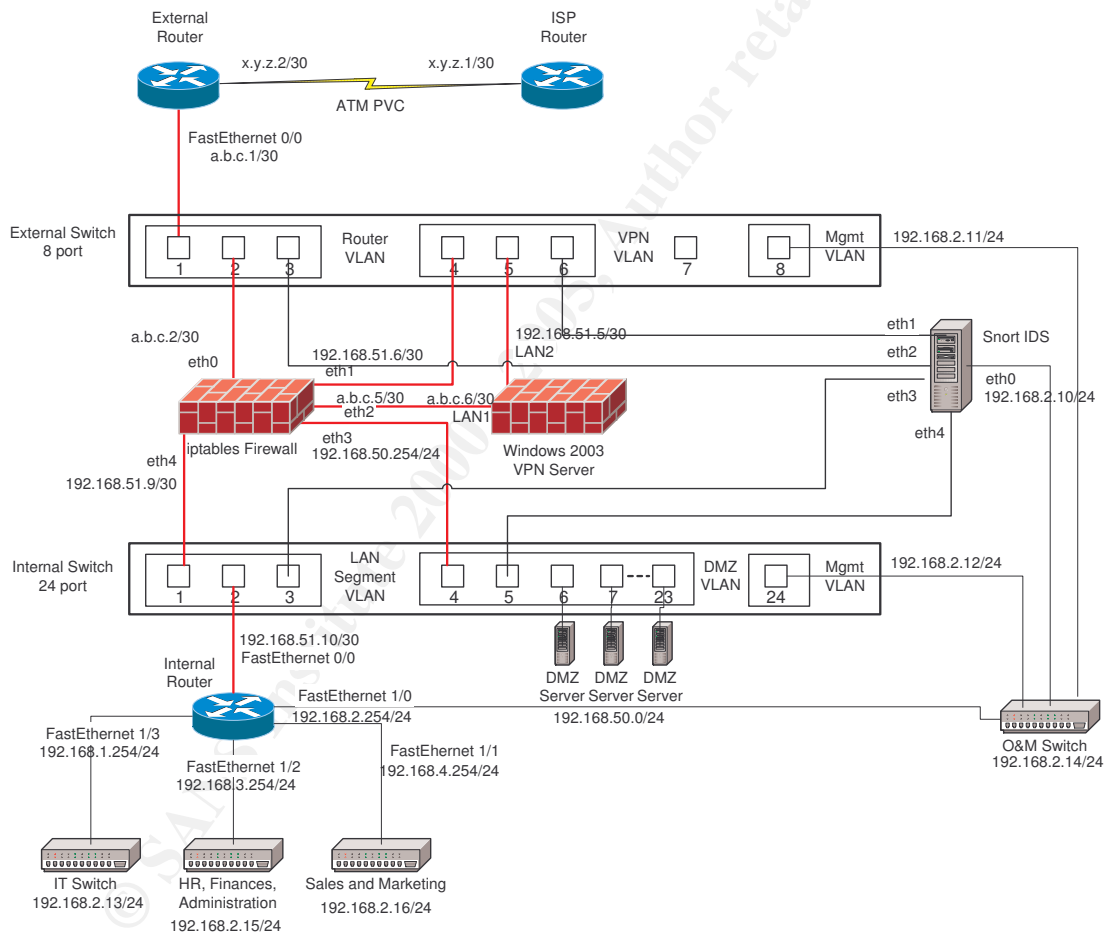 External
Router
ISP
Router
x.y.z.2/30
x.y.z.1/30
ATM PVC
FastEthernet 0/0
a.b.c.1/30
External Switch
8 port
1
2
3
Router
VLAN
4
5
6
VPN
VLAN
7
8
Mgmt
VLAN
192.168.2.11/24
a.b.c.2/30
eth0
192.168.51.6/30
eth1
192.168.51.5/30
LAN2
eth1
eth2
Snort IDS
eth0
192.168.2.10/24
eth3
eth4
a.b.c.5/30
eth2
a.b.c.6/30
LAN1
iptables Firewall
eth3
192.168.50.254/24
Windows 2003
VPN Server
eth4
192.168.51.9/30
Internal Switch
24 port
1
2
3
LAN
Segment
VLAN
4
5
6
7
23
DMZ
VLAN
24
Mgmt
VLAN
192.168.2.12/24
192.168.51.10/30
FastEthernet 0/0
DMZ
Server
DMZ
Server
DMZ
Server
192.168.50.0/24
Internal
Router
FastEthernet 1/0
192.168.2.254/24
FastEthernet 1/3
192.168.1.254/24
FastEthernet 1/2
192.168.3.254/24
FastEthernet 1/1
192.168.4.254/24
O&M Switch
192.168.2.14/24
IT Switch
192.168.2.13/24
HR, Finances,
Administration
192.168.2.15/24
Sales and Marketing
192.168.2.16/24
© SANS Institute 2000 - 2005, Author reta